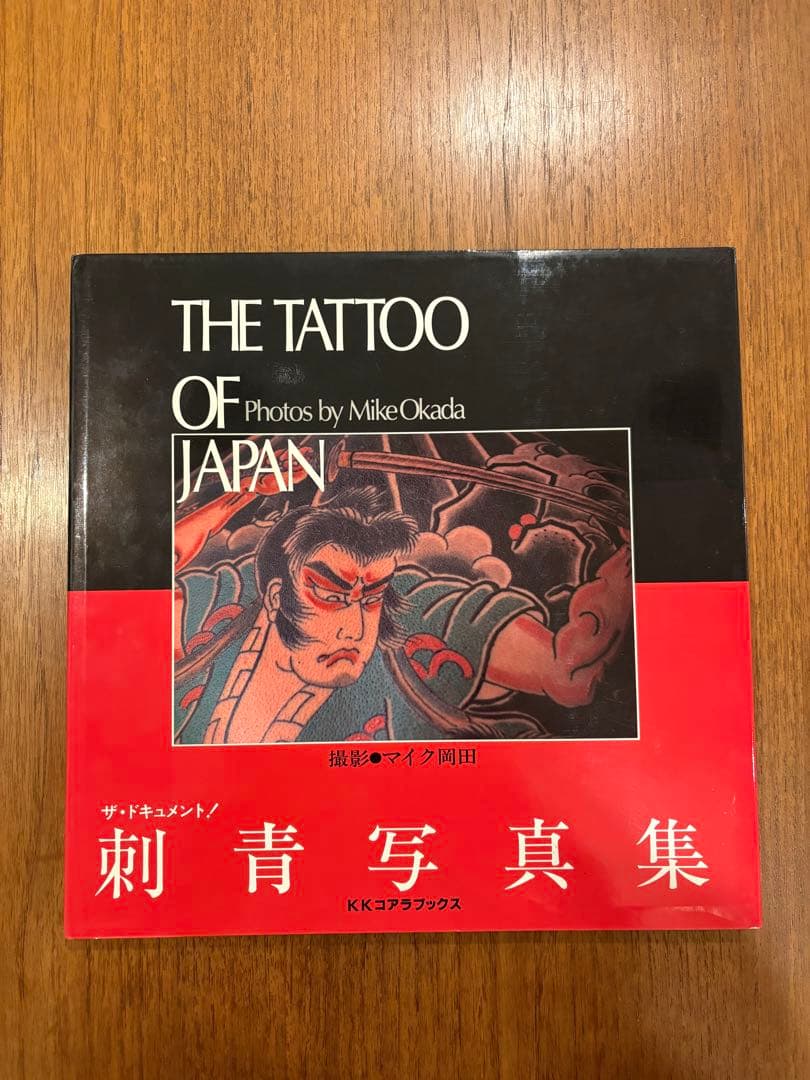 THE TATTOO
OF Photos by Mike Okada
JAPAN
撮影●マイク岡田
ザ・ドキュメント!
刺青写真集
KKコアラブックス